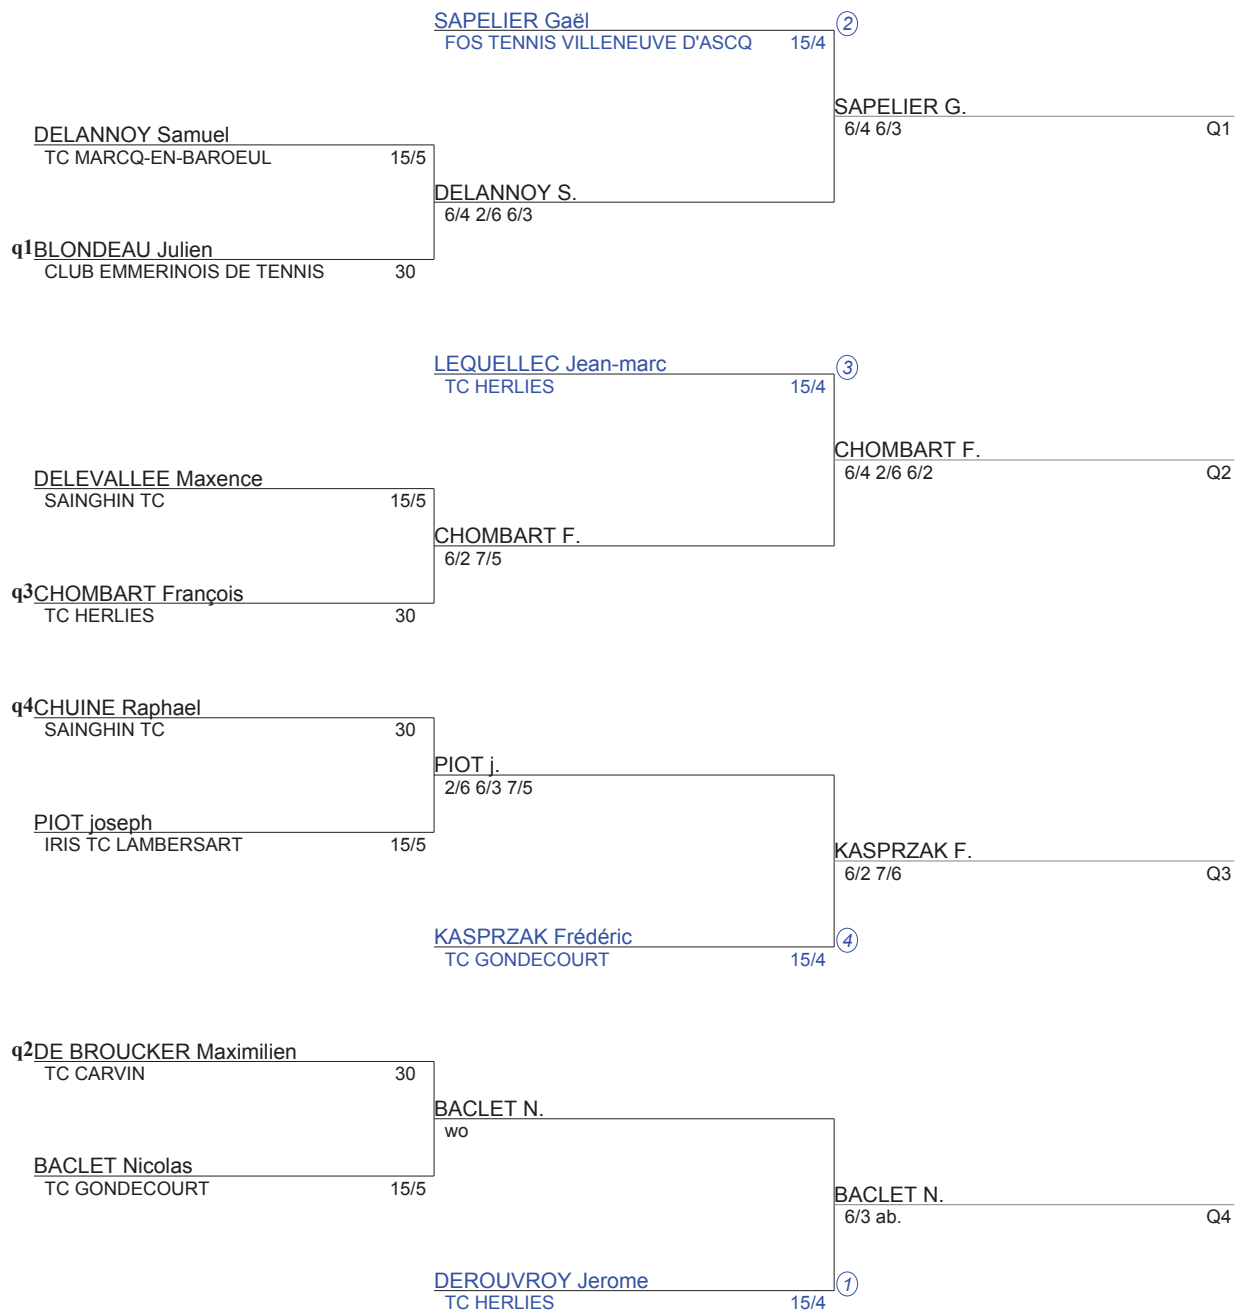 SAPELIER Gaël 2
FOS TENNIS VILLENEUVE D'ASCQ 15/4
SAPELIER G.
6/4 6/3 Q1
DELANNOY Samuel
TC MARCQ-EN-BAROEUL 15/5
DELANNOY S.
6/4 2/6 6/3
q1 BLONDEAU Julien
CLUB EMMERINOIS DE TENNIS 30
LEQUELLEC Jean-marc 3
TC HERLIES 15/4
CHOMBART F.
6/4 2/6 6/2 Q2
DELEVALLEE Maxence
SAINGHIN TC 15/5
CHOMBART F.
6/2 7/5
q3 CHOMBART François
TC HERLIES 30
q4 CHUINE Raphael
SAINGHIN TC 30
PIOT j.
2/6 6/3 7/5
PIOT joseph
IRIS TC LAMBERSART 15/5
KASPRZAK F.
6/2 7/6 Q3
KASPRZAK Frédéric 4
TC GONDECOURT 15/4
q2 DE BROUCKER Maximilien
TC CARVIN 30
BACLET N.
wo
BACLET Nicolas
TC GONDECOURT 15/5
BACLET N.
6/3 ab. Q4
DEROUVROY Jerome 1
TC HERLIES 15/4